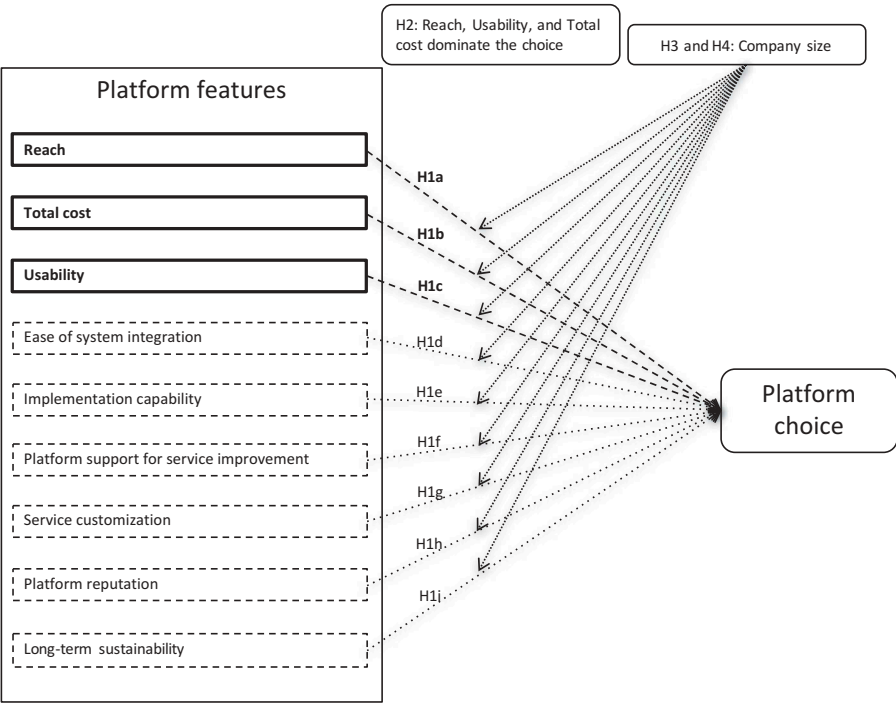 H2: Reach, Usability, and Total
cost dominate the choice
H3 and H4: Company size
Platform features
Reach
H1a
Total cost
H1b
Usability
H1c
Ease of system integration
H1d
Implementation capability
H1e
Platform support for service improvement
H1f
Service customization
H1g
Platform reputation
H1h
Long-term sustainability
H1i
Platform
choice